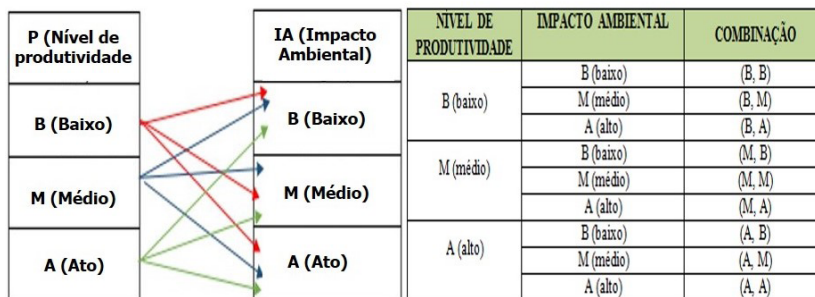 P (Nível de
produtividade
B (Baixo)
M (Médio)
A (Ato)
IA (Impacto
Ambiental)
B (Baixo)
M (Médio)
A (Ato)
NÍVEL DE
PRODUTIVIDADE
IMPACTO AMBIENTAL
COMBINAÇÃO
B (baixo)
B (baixo)
(B, B)
M (médio)
(B, M)
A (alto)
(B, A)
M (médio)
B (baixo)
(M, B)
M (médio)
(M, M)
A (alto)
(M, A)
A (alto)
B (baixo)
(A, B)
M (médio)
(A, M)
A (alto)
(A, A)